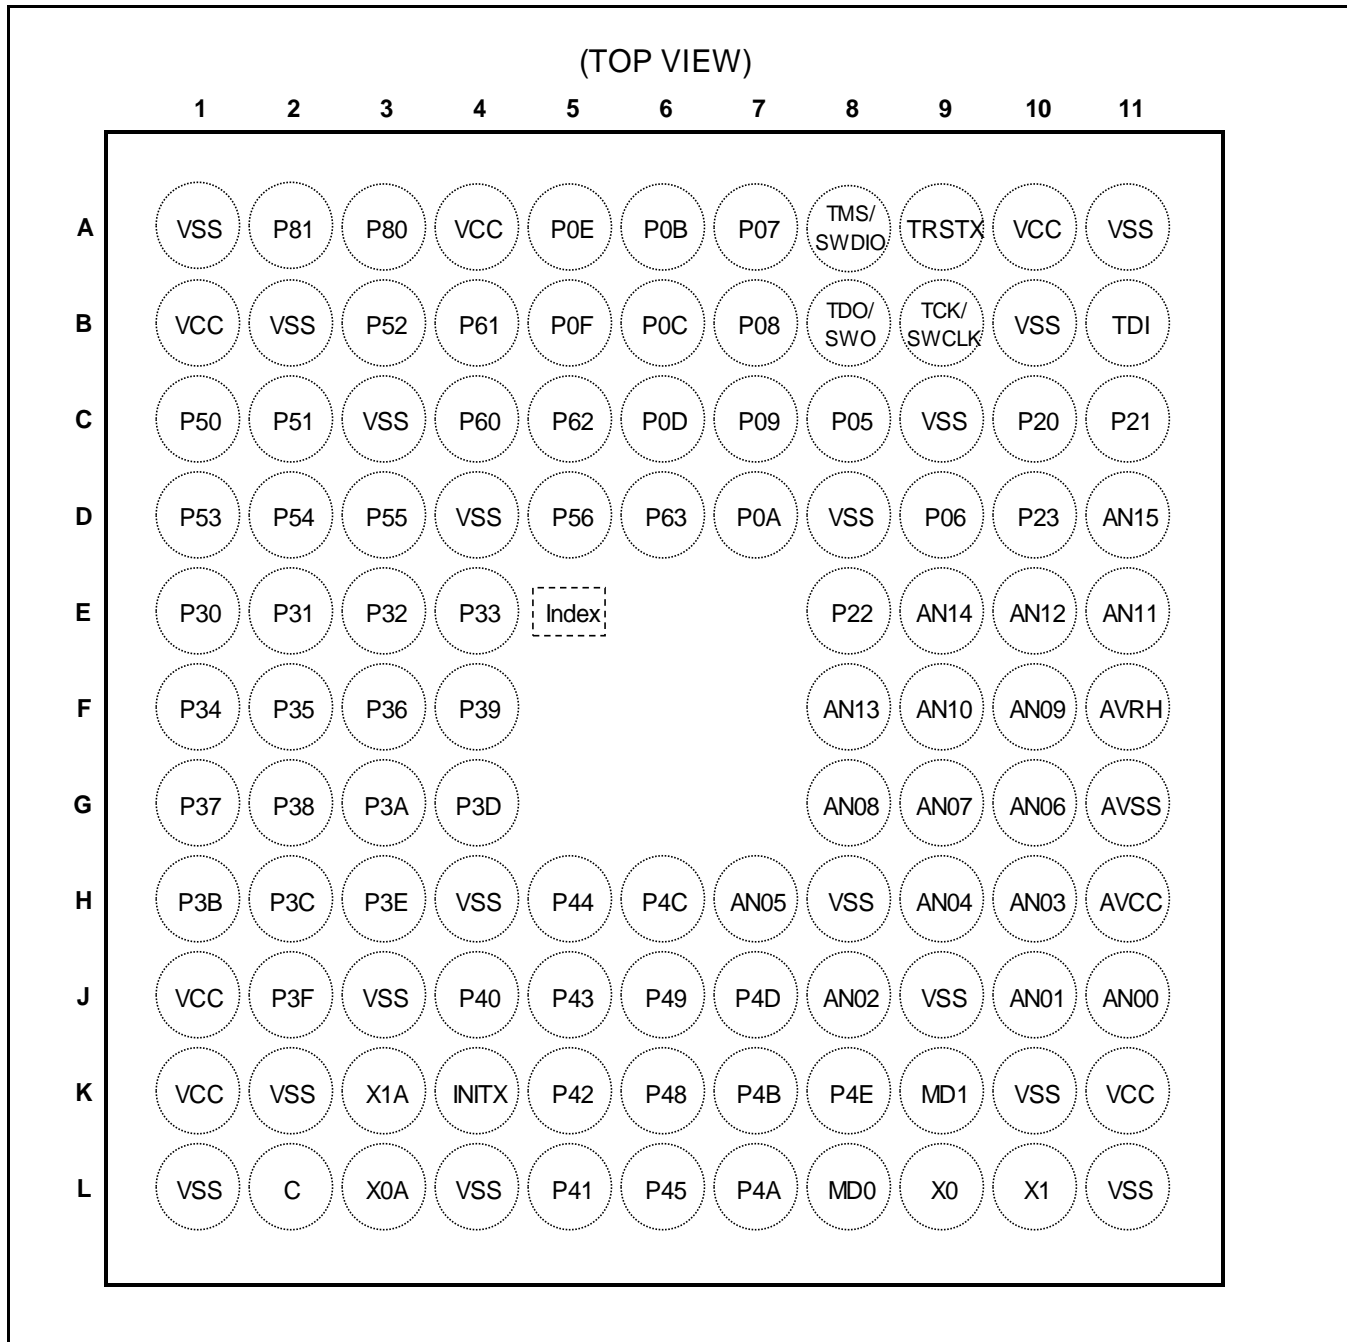 (TOP VIEW)
1 2 3 4 5 6 7 8 9 10 11
A VSS P81 P80 VCC P0E P0B P07 TMS/ SWDIO TRSTX VCC VSS
B VCC VSS P52 P61 P0F P0C P08 TDO/ SWO TCK/ SWCLK VSS TDI
C P50 P51 VSS P60 P62 P0D P09 P05 VSS P20 P21
D P53 P54 P55 VSS P56 P63 P0A VSS P06 P23 AN15
E P30 P31 P32 P33 Index P22 AN14 AN12 AN11
F P34 P35 P36 P39 AN13 AN10 AN09 AVRH
G P37 P38 P3A P3D AN08 AN07 AN06 AVSS
H P3B P3C P3E VSS P44 P4C AN05 VSS AN04 AN03 AVCC
J VCC P3F VSS P40 P43 P49 P4D AN02 VSS AN01 AN00
K VCC VSS X1A INITX P42 P48 P4B P4E MD1 VSS VCC
L VSS C X0A VSS P41 P45 P4A MD0 X0 X1 VSS